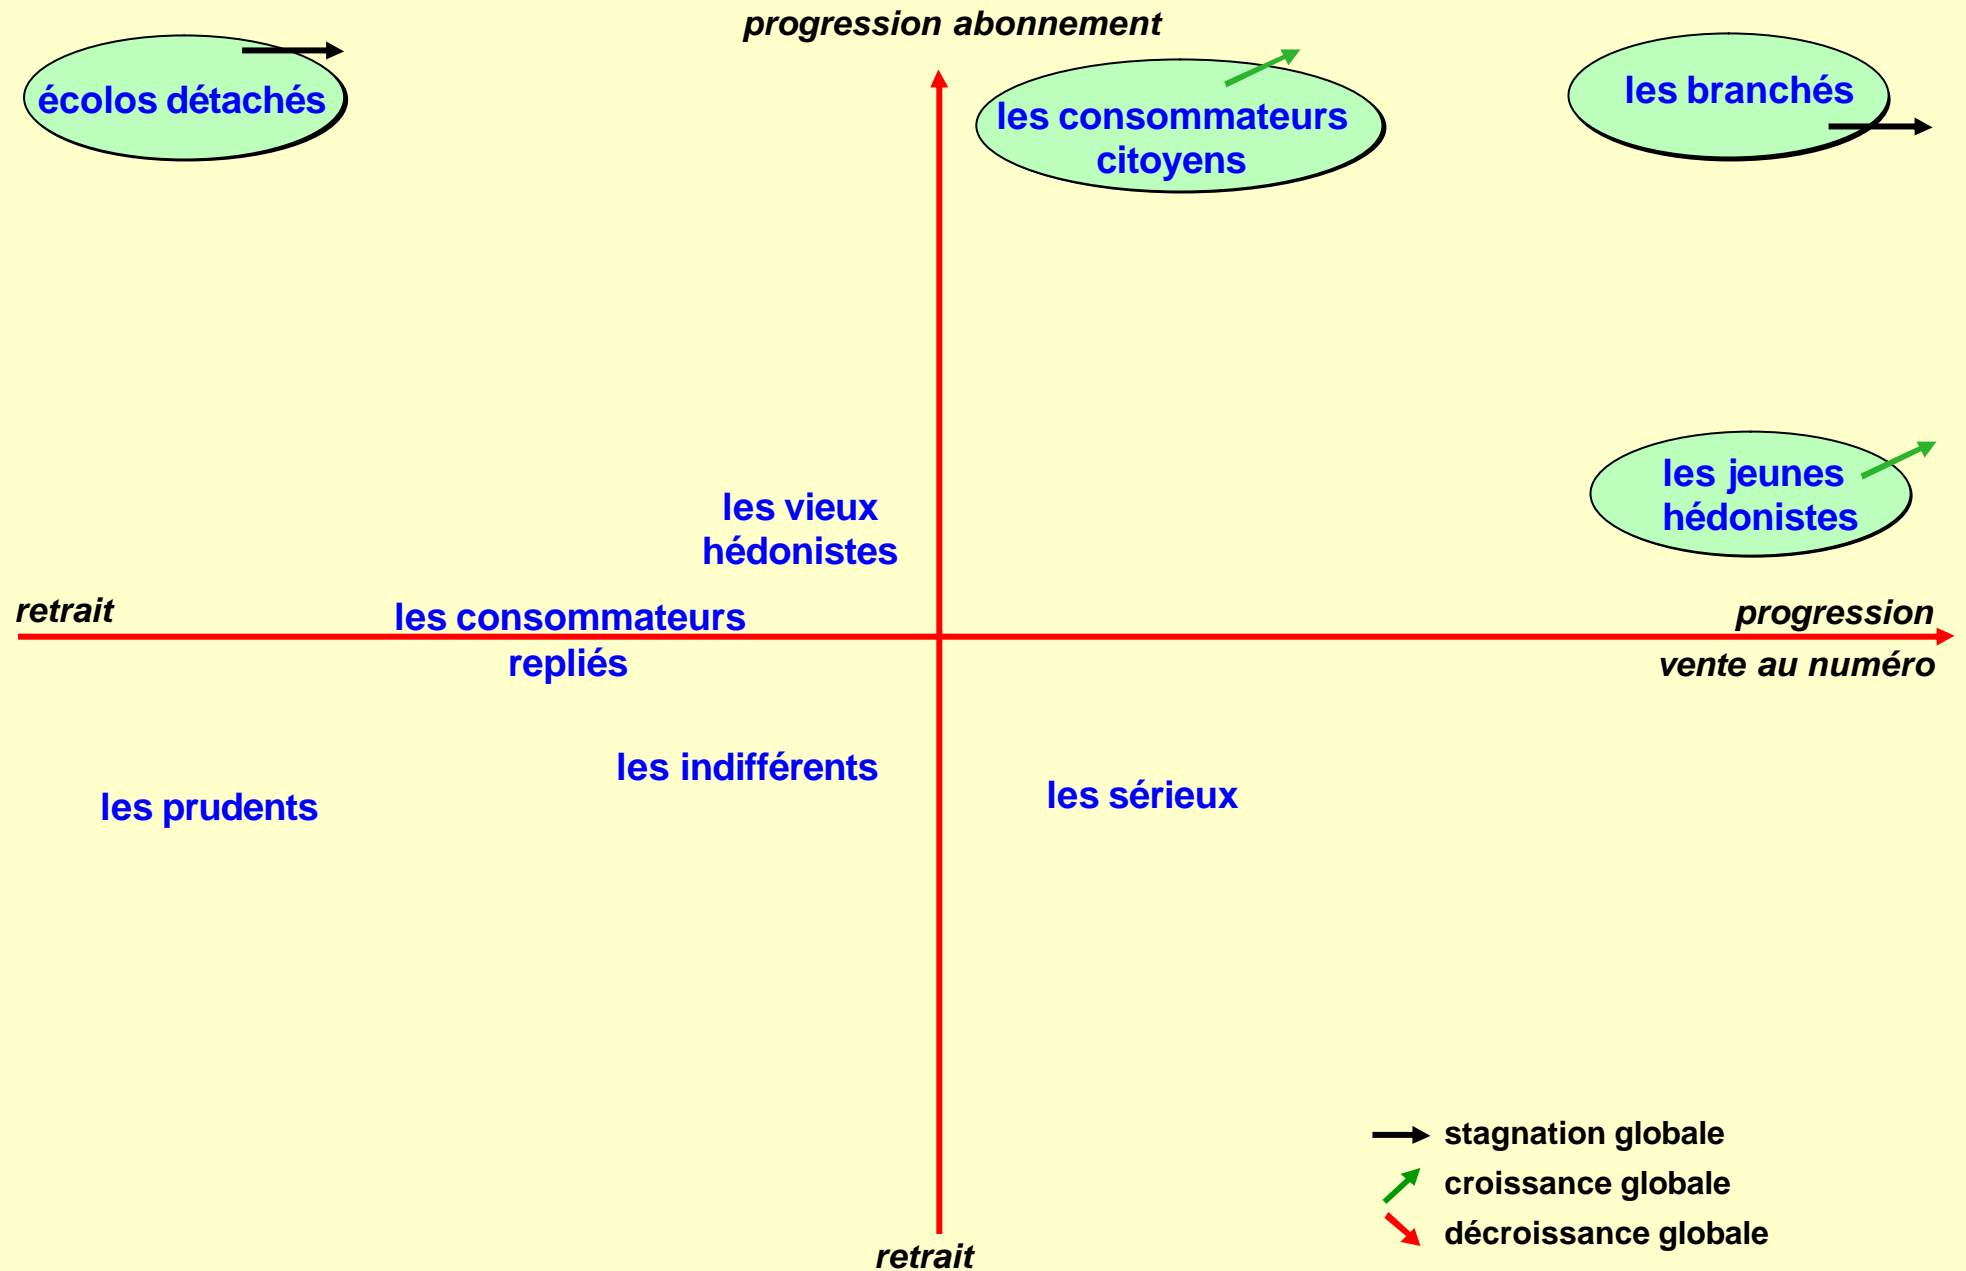 progression abonnement
écolos détachés
les consommateurs
citoyens
les branchés
les jeunes
hédonistes
les vieux
hédonistes
retrait
les consommateurs
repliés
progression
vente au numéro
les indifférents
les sérieux
les prudents
stagnation globale
croissance globale
décroissance globale
retrait